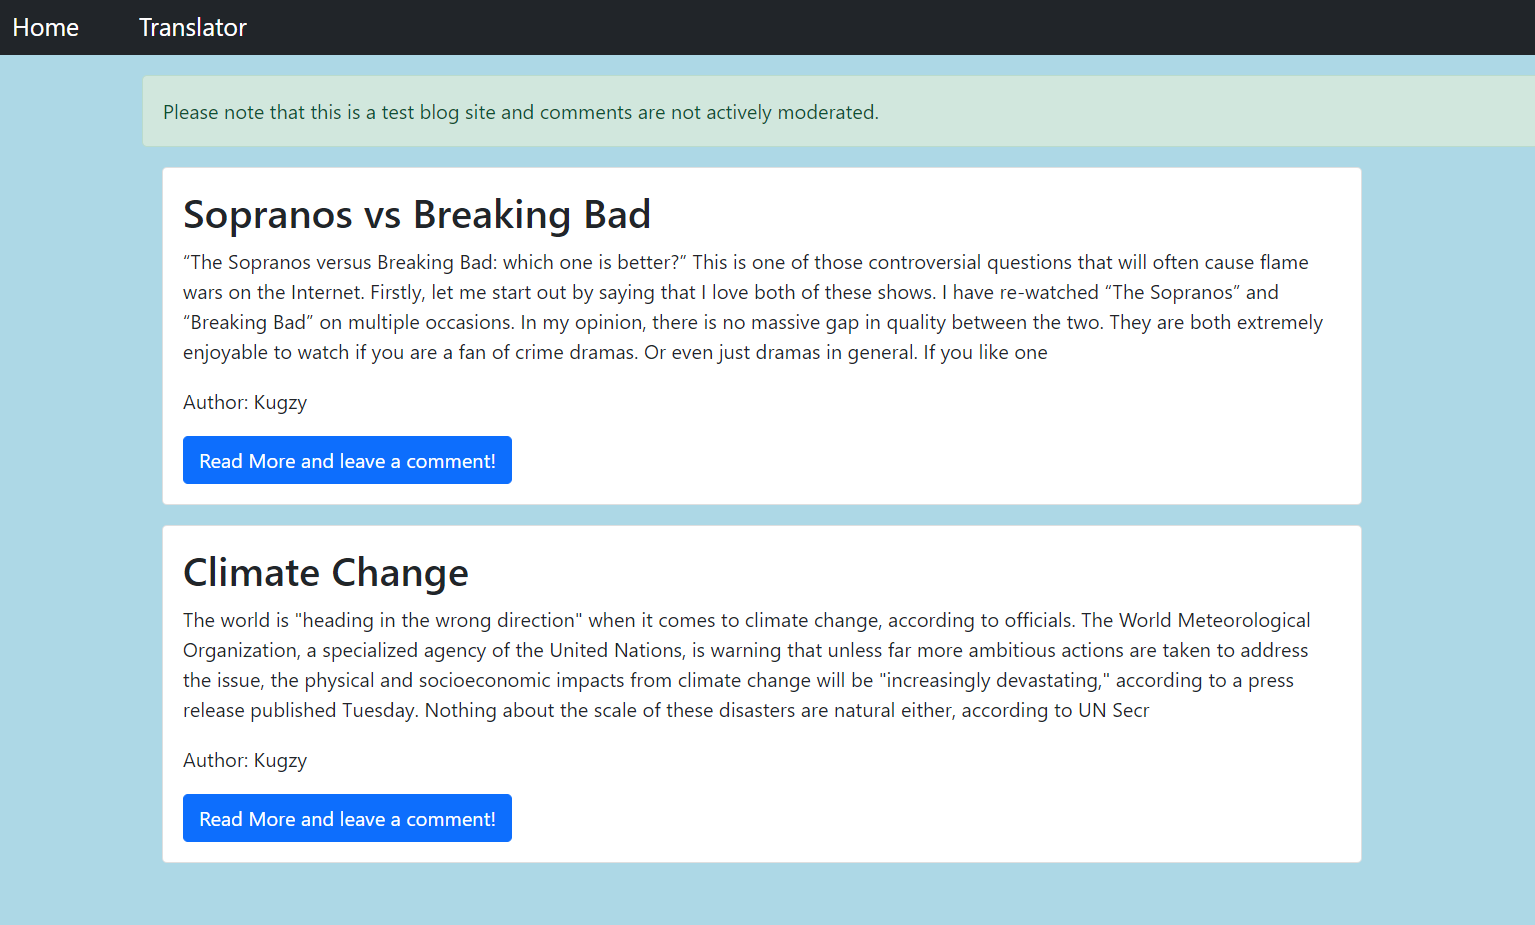 Home Translator
Please note that this is a test blog site and comments are not actively moderated.
Sopranos vs Breaking Bad
“The Sopranos versus Breaking Bad: which one is better?” This is one of those controversial questions that will often cause flame
wars on the Internet. Firstly, let me start out by saying that I love both of these shows. I have re-watched “The Sopranos” and
“Breaking Bad” on multiple occasions. In my opinion, there is no massive gap in quality between the two. They are both extremely
enjoyable to watch if you are a fan of crime dramas. Or even just dramas in general. If you like one
Author: Kugzy
Read More and leave a comment!
Climate Change
The world is "heading in the wrong direction" when it comes to climate change, according to officials. The World Meteorological
Organization, a specialized agency of the United Nations, is warning that unless far more ambitious actions are taken to address
the issue, the physical and socioeconomic impacts from climate change will be "increasingly devastating," according to a press
release published Tuesday. Nothing about the scale of these disasters are natural either, according to UN Secr
Author: Kugzy
Read More and leave a comment!